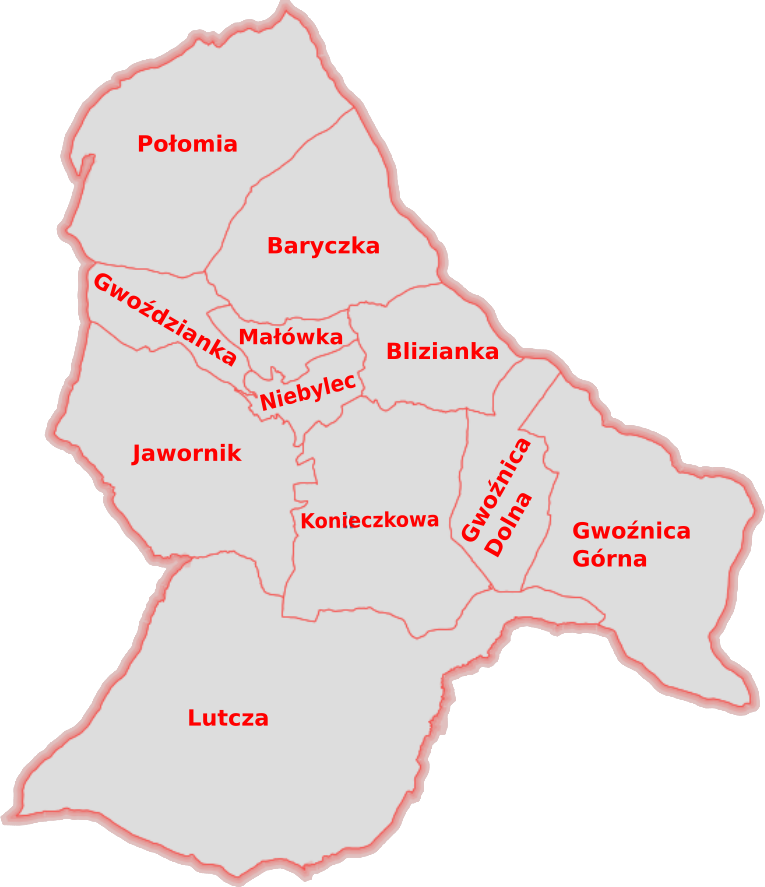 Połomia
Baryczka
Gwoździanka
Małówka
Blizianka
Niebylec
Jawornik
Konieczkowa
Gwoźnica
Dolna
Gwoźnica
Górna
Lutcza